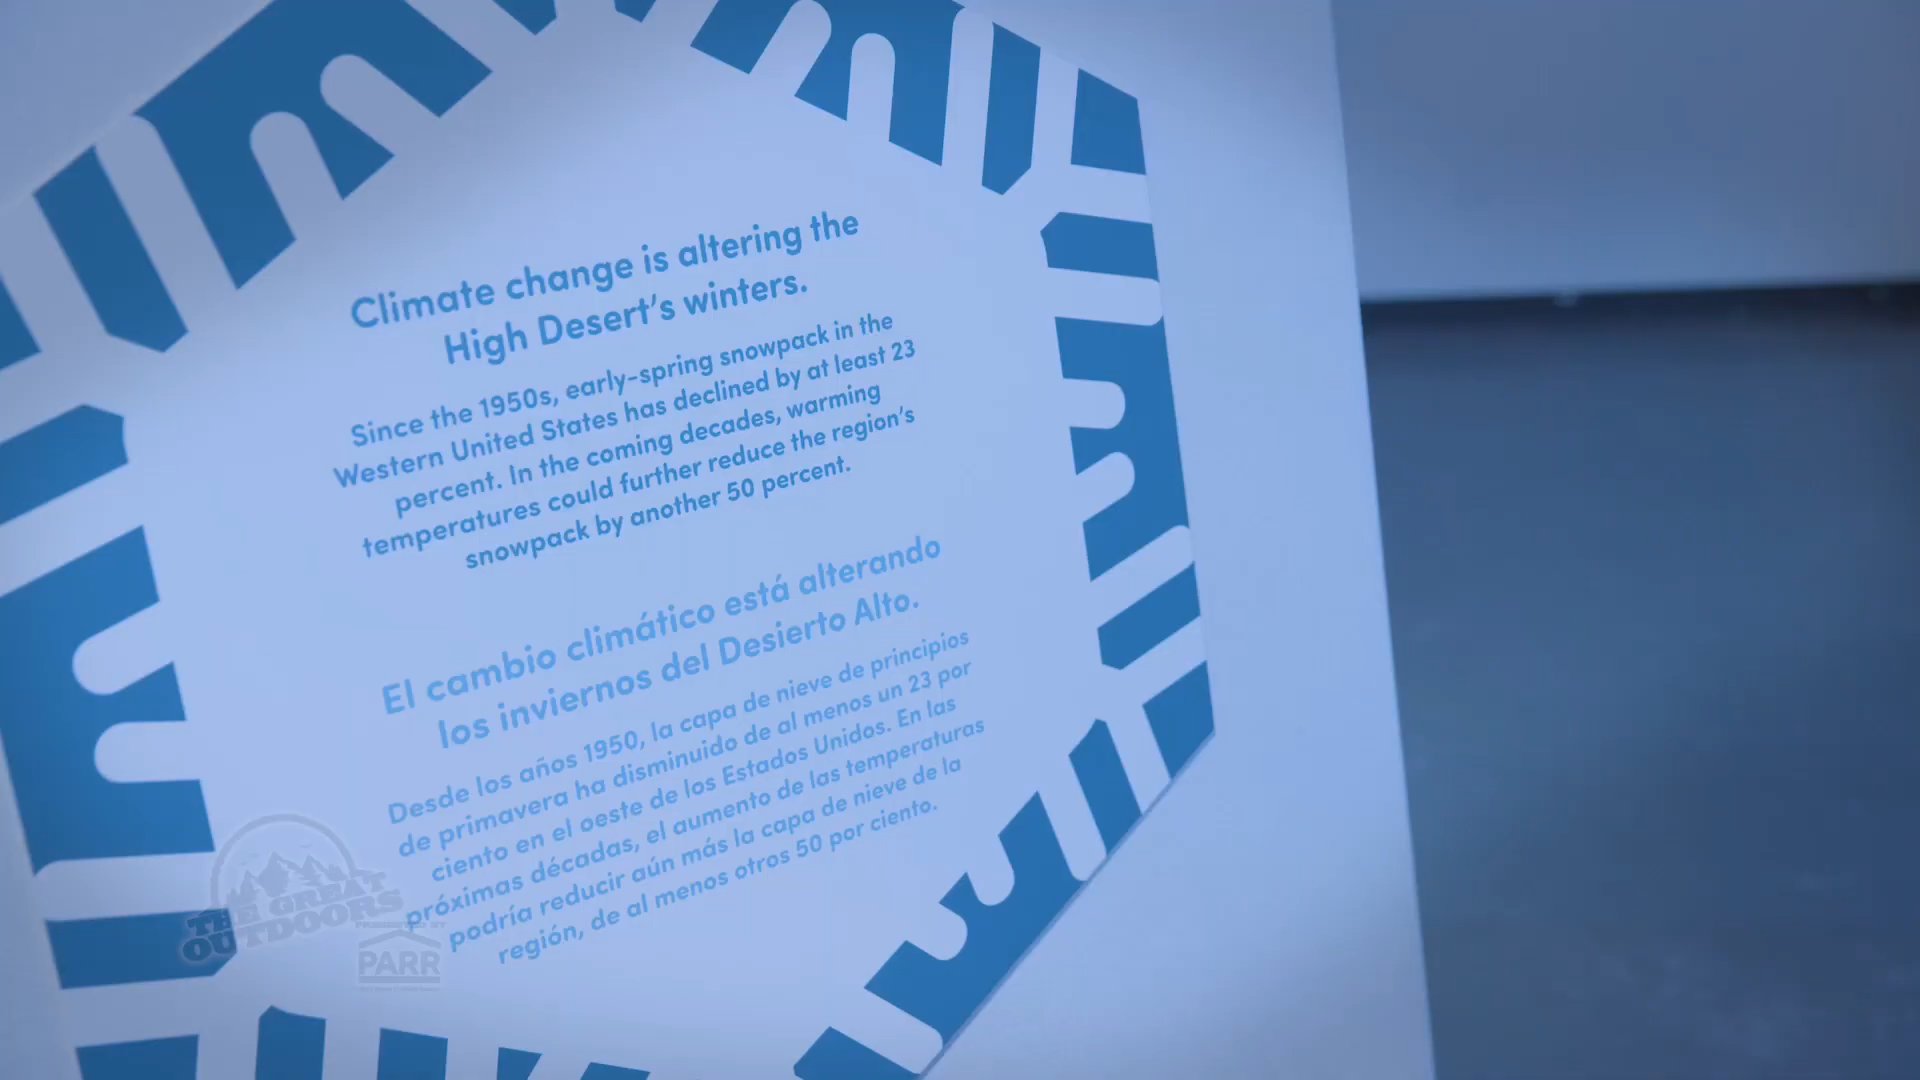 Climate change is altering the
High Desert's winters.
Since the 1950s, early-spring snowpack in the
Western United States has declined by at least 23
percent. In the coming decades, warming
temperatures could further reduce the region's
snowpack by another 50 percent.
El cambio climático está alterando
los inviernos del Desierto Alto.
Desde los años 1950, la capa de nieve de principios
de primavera ha disminuido de al menos un 23 por
ciento en el oeste de los Estados Unidos. En las
próximas décadas, el aumento de las temperaturas
podría reducir aún más la capa de nieve de la
región, de al menos otros 50 por ciento.
THE GREAT
OUTDOORS
PRESENTED BY
PARR